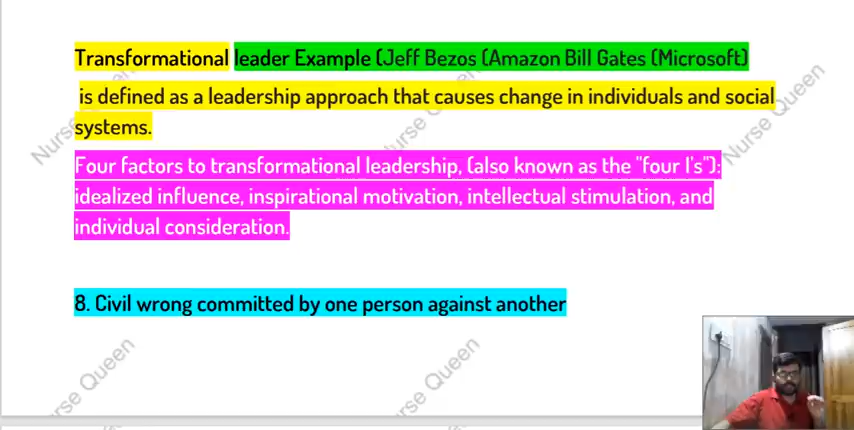 Transformational leader Example (Jeff Bezos (Amazon Bill Gates (Microsoft)
is defined as a leadership approach that causes change in individuals and social
systems.
Four factors to transformational leadership, (also known as the "four I's"):
idealized influence, inspirational motivation, intellectual stimulation, and
individual consideration.
8. Civil wrong committed by one person against another
Nurse Queen
urse Queen
Nurse Queen
rse Queen
rse Queen